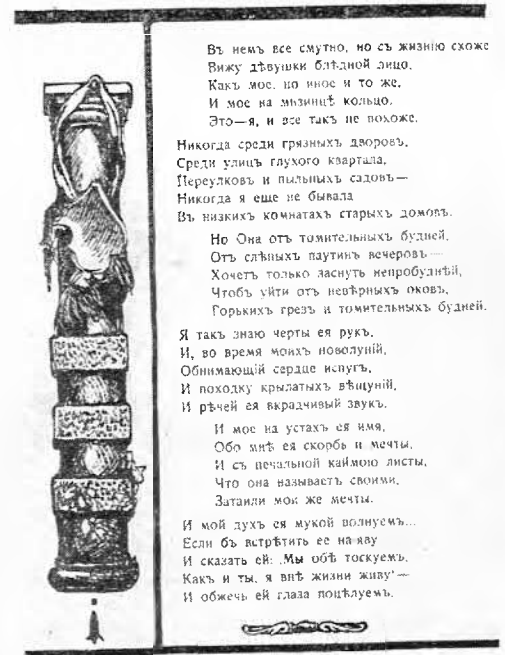 Въ немъ все смутно, но съ жизнію схоже
Вижу дѣвушки блѣдной лицо,
Какъ мое, но иное и то же,
И мое на мизинцѣ кольцо.
Это—я, и все такъ не похоже.
Никогда среди грязныхъ дворовъ,
Среди улицъ глухого квартала,
Переулковъ и пыльныхъ садовъ—
Никогда я еще не бывала
Въ низкихъ комнатахъ старыхъ домовъ.
Но Она отъ томительныхъ будней,
Отъ слѣпыхъ паутинъ вечеровъ—
Хочетъ только заснуть непробуднѣй,
Чтобъ уйти отъ невѣрныхъ оковъ,
Горькихъ грезъ и томительныхъ будней.
Я такъ знаю черты ея рукъ,
И, во время моихъ новолуній,
Обнимающій сердце испугъ,
И походку крылатыхъ вѣщуній,
И рѣчей ея вкрадчивый звукъ.
И мое на устахъ ея имя,
Обо мнѣ ея скорбь и мечты,
И съ печальной каймою листы,
Что она называетъ своими,
Затаили мои же мечты.
И мой духъ ея мукой волнуемъ...
Если бъ встрѣтить ее на яву
И сказать ей: „Мы обѣ тоскуемъ,
Какъ и ты, я внѣ жизни живу"—
И обжечь ей глаза поцѣлуемъ.